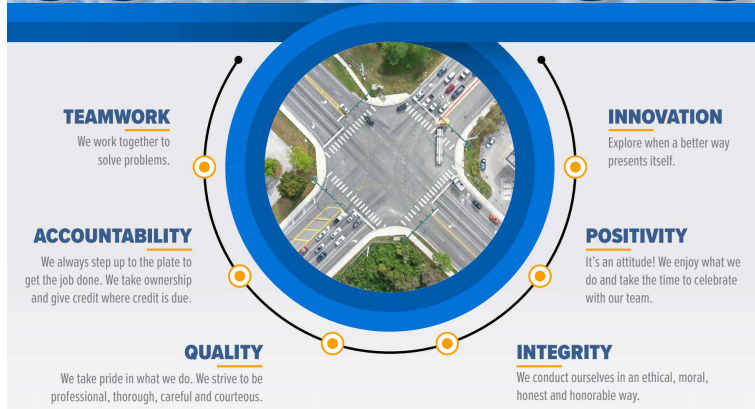 TEAMWORK
We work together to
solve problems.
ACCOUNTABILITY
We always step up to the plate to
get the job done. We take ownership
and give credit where credit is due.
QUALITY
We take pride in what we do. We strive to be
professional, thorough, careful and courteous.
INNOVATION
Explore when a better way
presents itself.
POSITIVITY
It's an attitude! We enjoy what we
do and take the time to celebrate
with our team.
INTEGRITY
We conduct ourselves in an ethical, moral,
honest and honorable way.